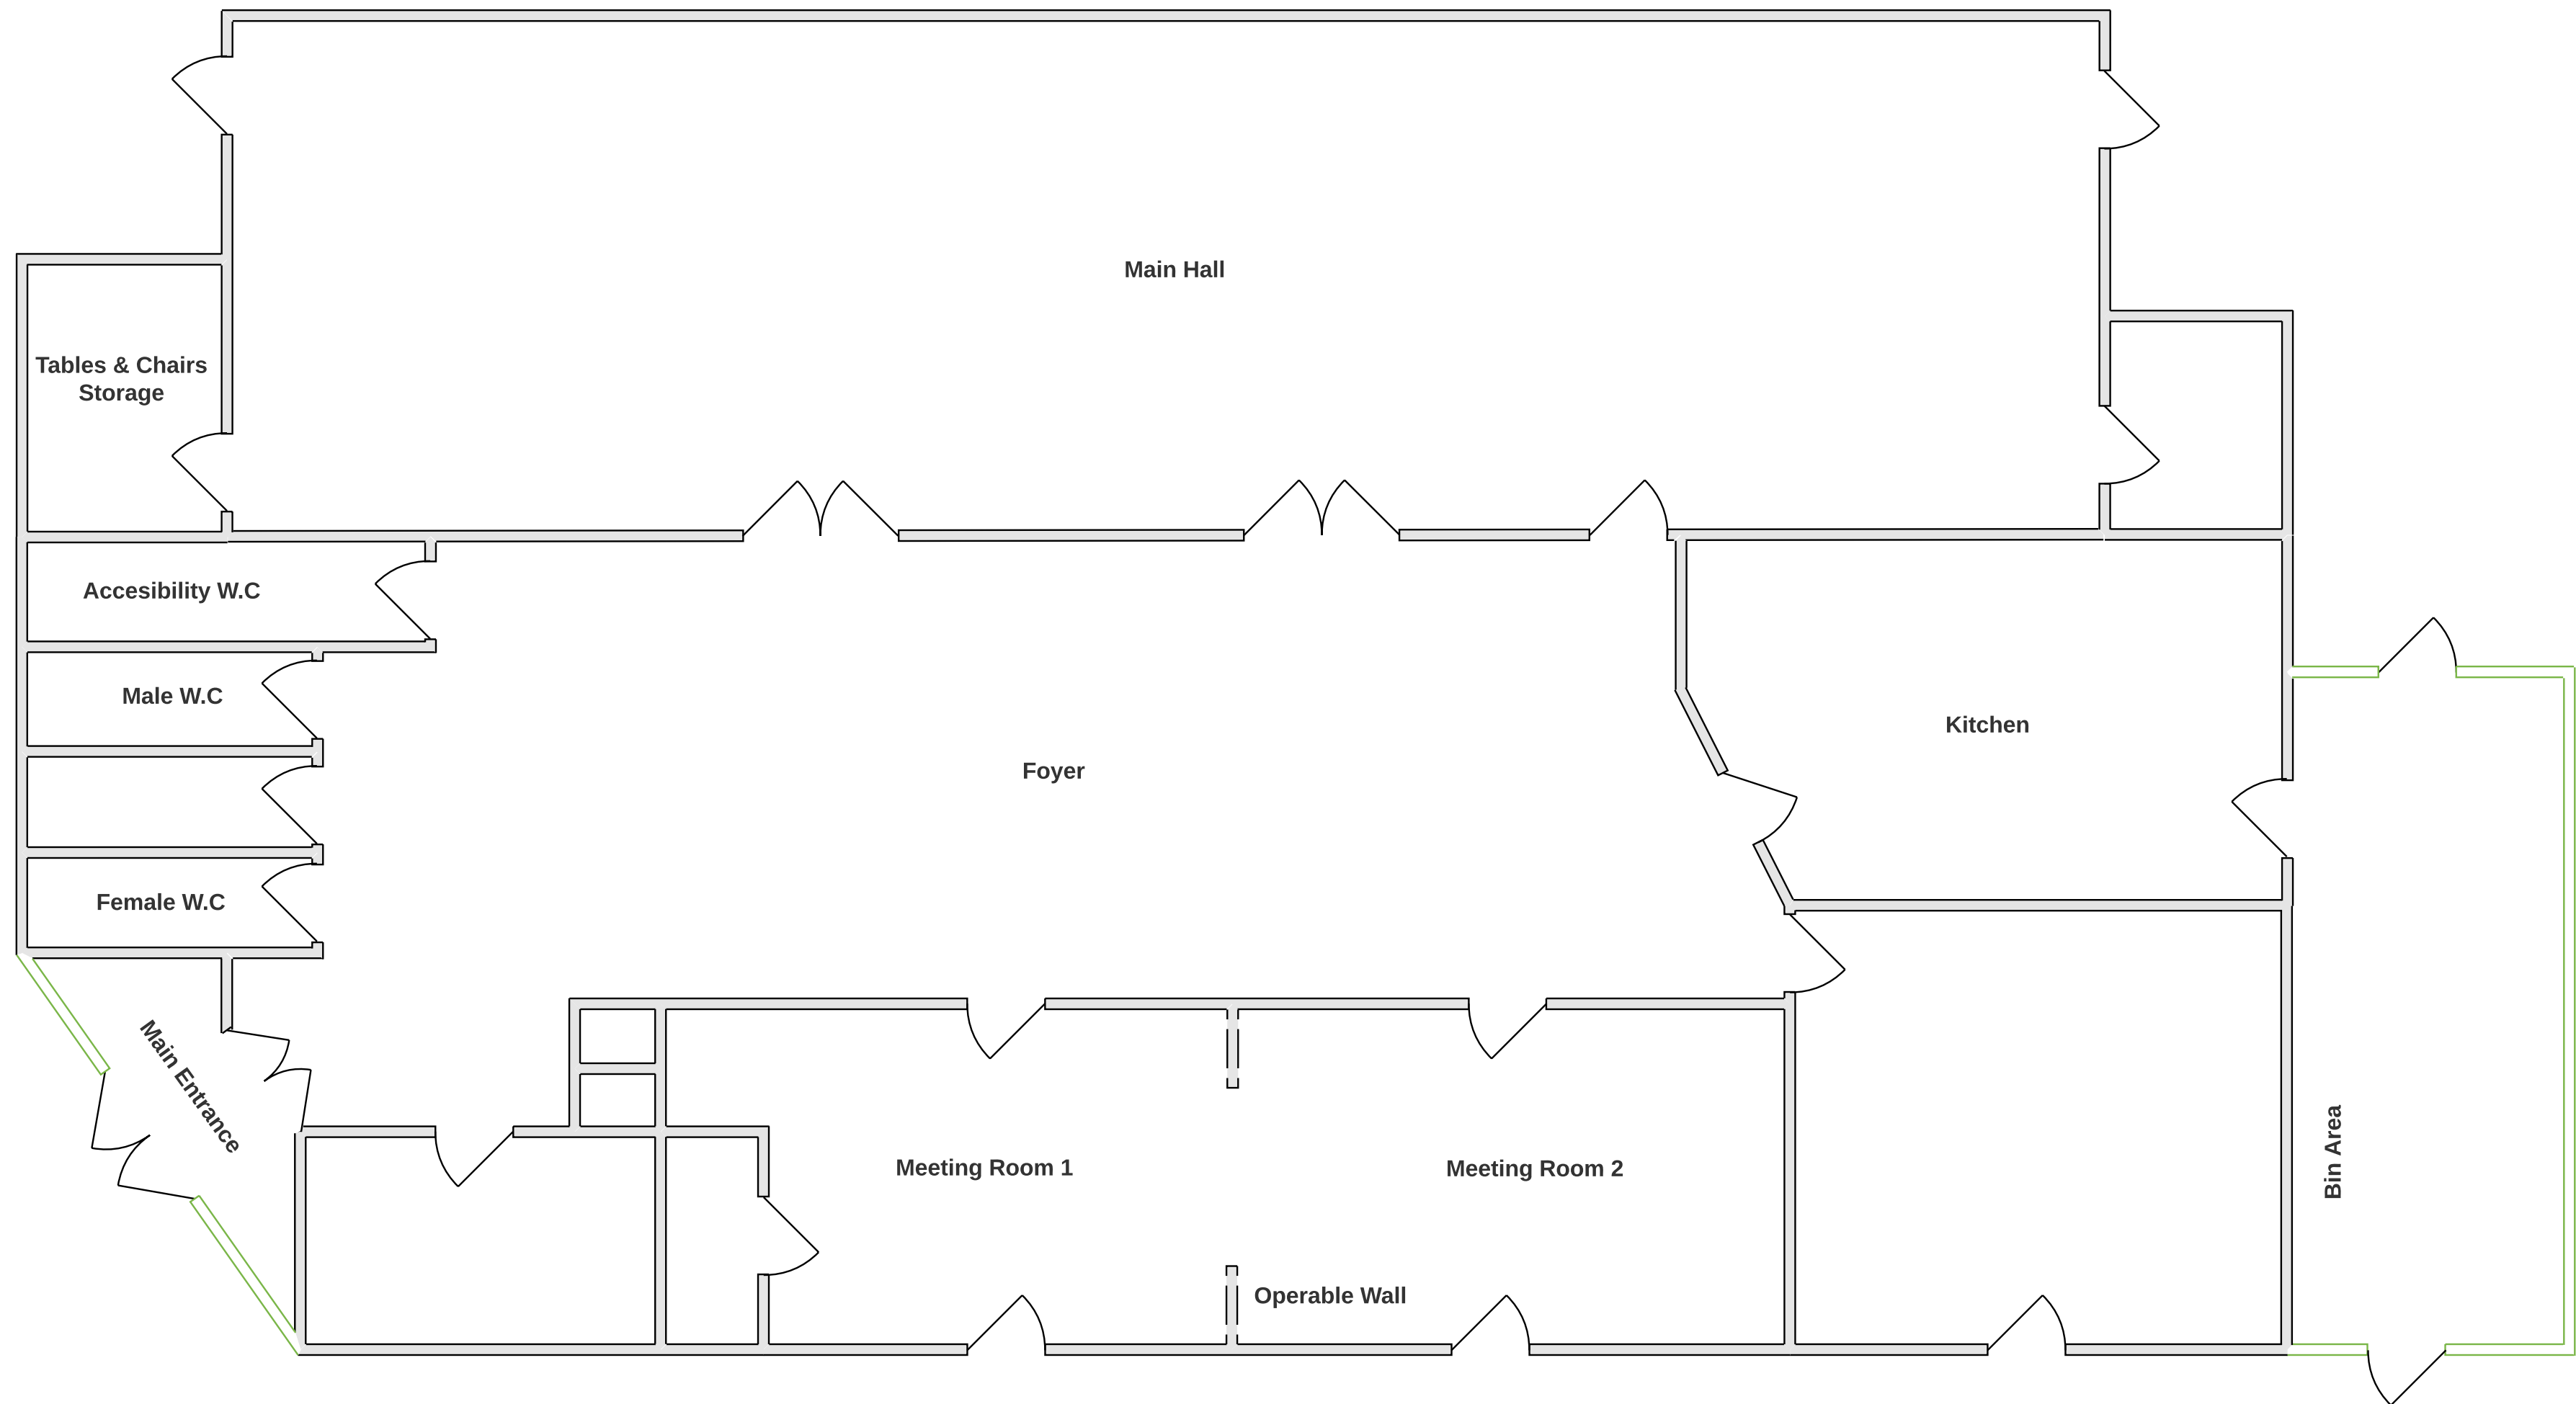 Main Hall
Tables & Chairs
Storage
Accesibility W.C
Male W.C
Kitchen
Foyer
Female W.C
Main Entrance
Meeting Room 1
Meeting Room 2
Bin Area
Operable Wall